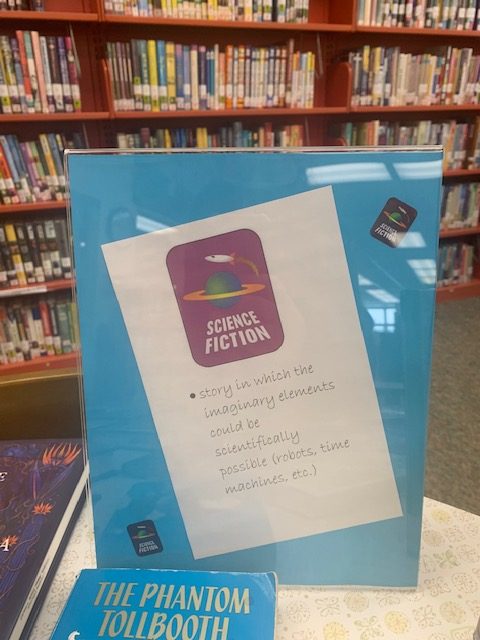 SCIENCE
FICTION
SCIENCE
FICTION
• story in which the
imaginary elements
could be
scientifically
possible (robots, time
machines, etc.)
SCIENCE
FICTION
THE PHANTOM
TOLLBOOTH